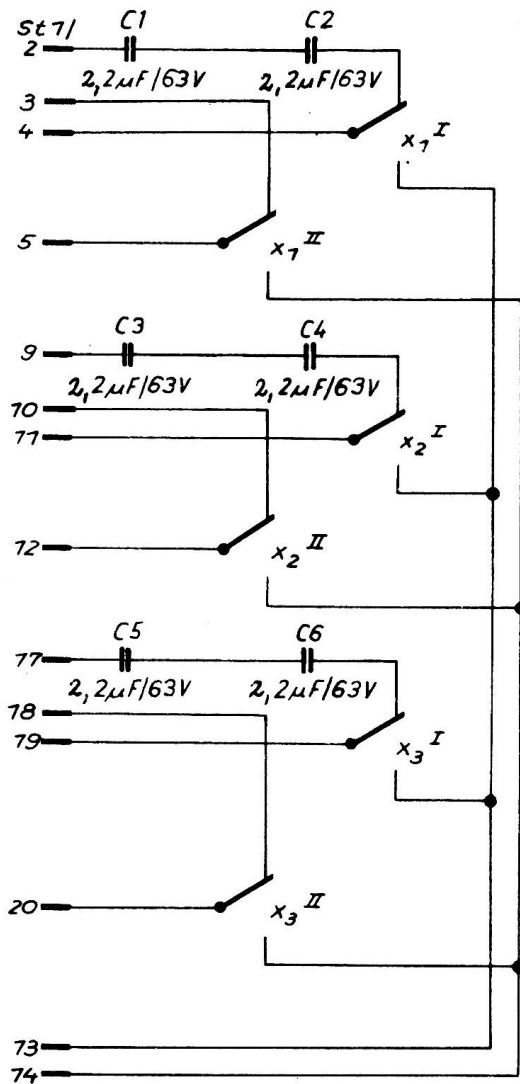 St 1/
C1 C2
2
2,2µF/63V 2,2µF/63V
3
4
x₁ I
5
x₁ II
C3 C4
9
2,2µF/63V 2,2µF/63V
10
11
x₂ I
12
x₂ II
C5 C6
17
2,2µF/63V 2,2µF/63V
18
19
x₃ I
20
x₃ II
13
14